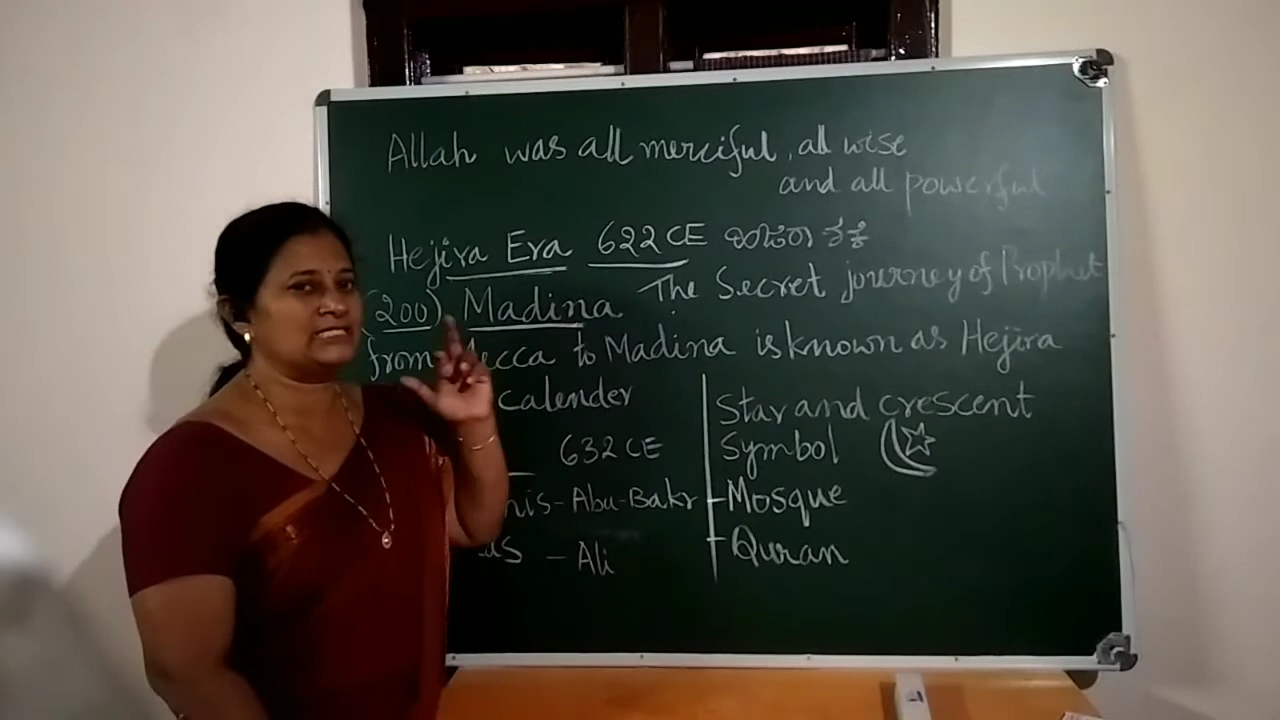 Allah was all merciful, all wise
and all powerful
Hejira Era 622 CE ಹಿಜಿರಾ ಶಕೆ
(200) Madina The Secret journey of Prophet
from Mecca to Madina is known as Hejira
calender
632 CE
nis - Abu-Bakr
us - Ali
Star and crescent
Symbol
- Mosque
- Quran